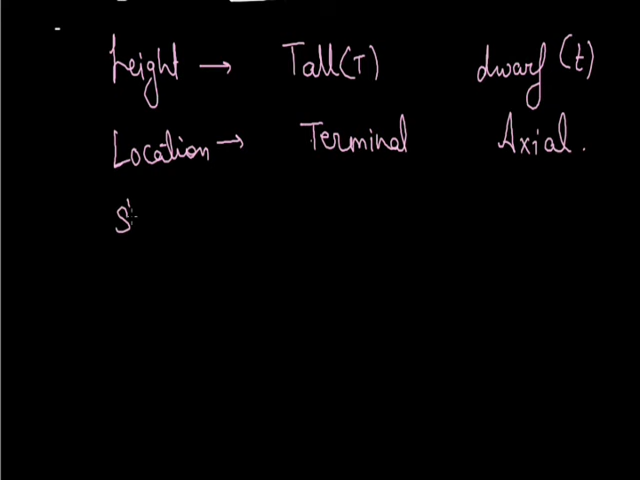 height → Tall(T) dwarf (t)
Location → Terminal Axial.
S